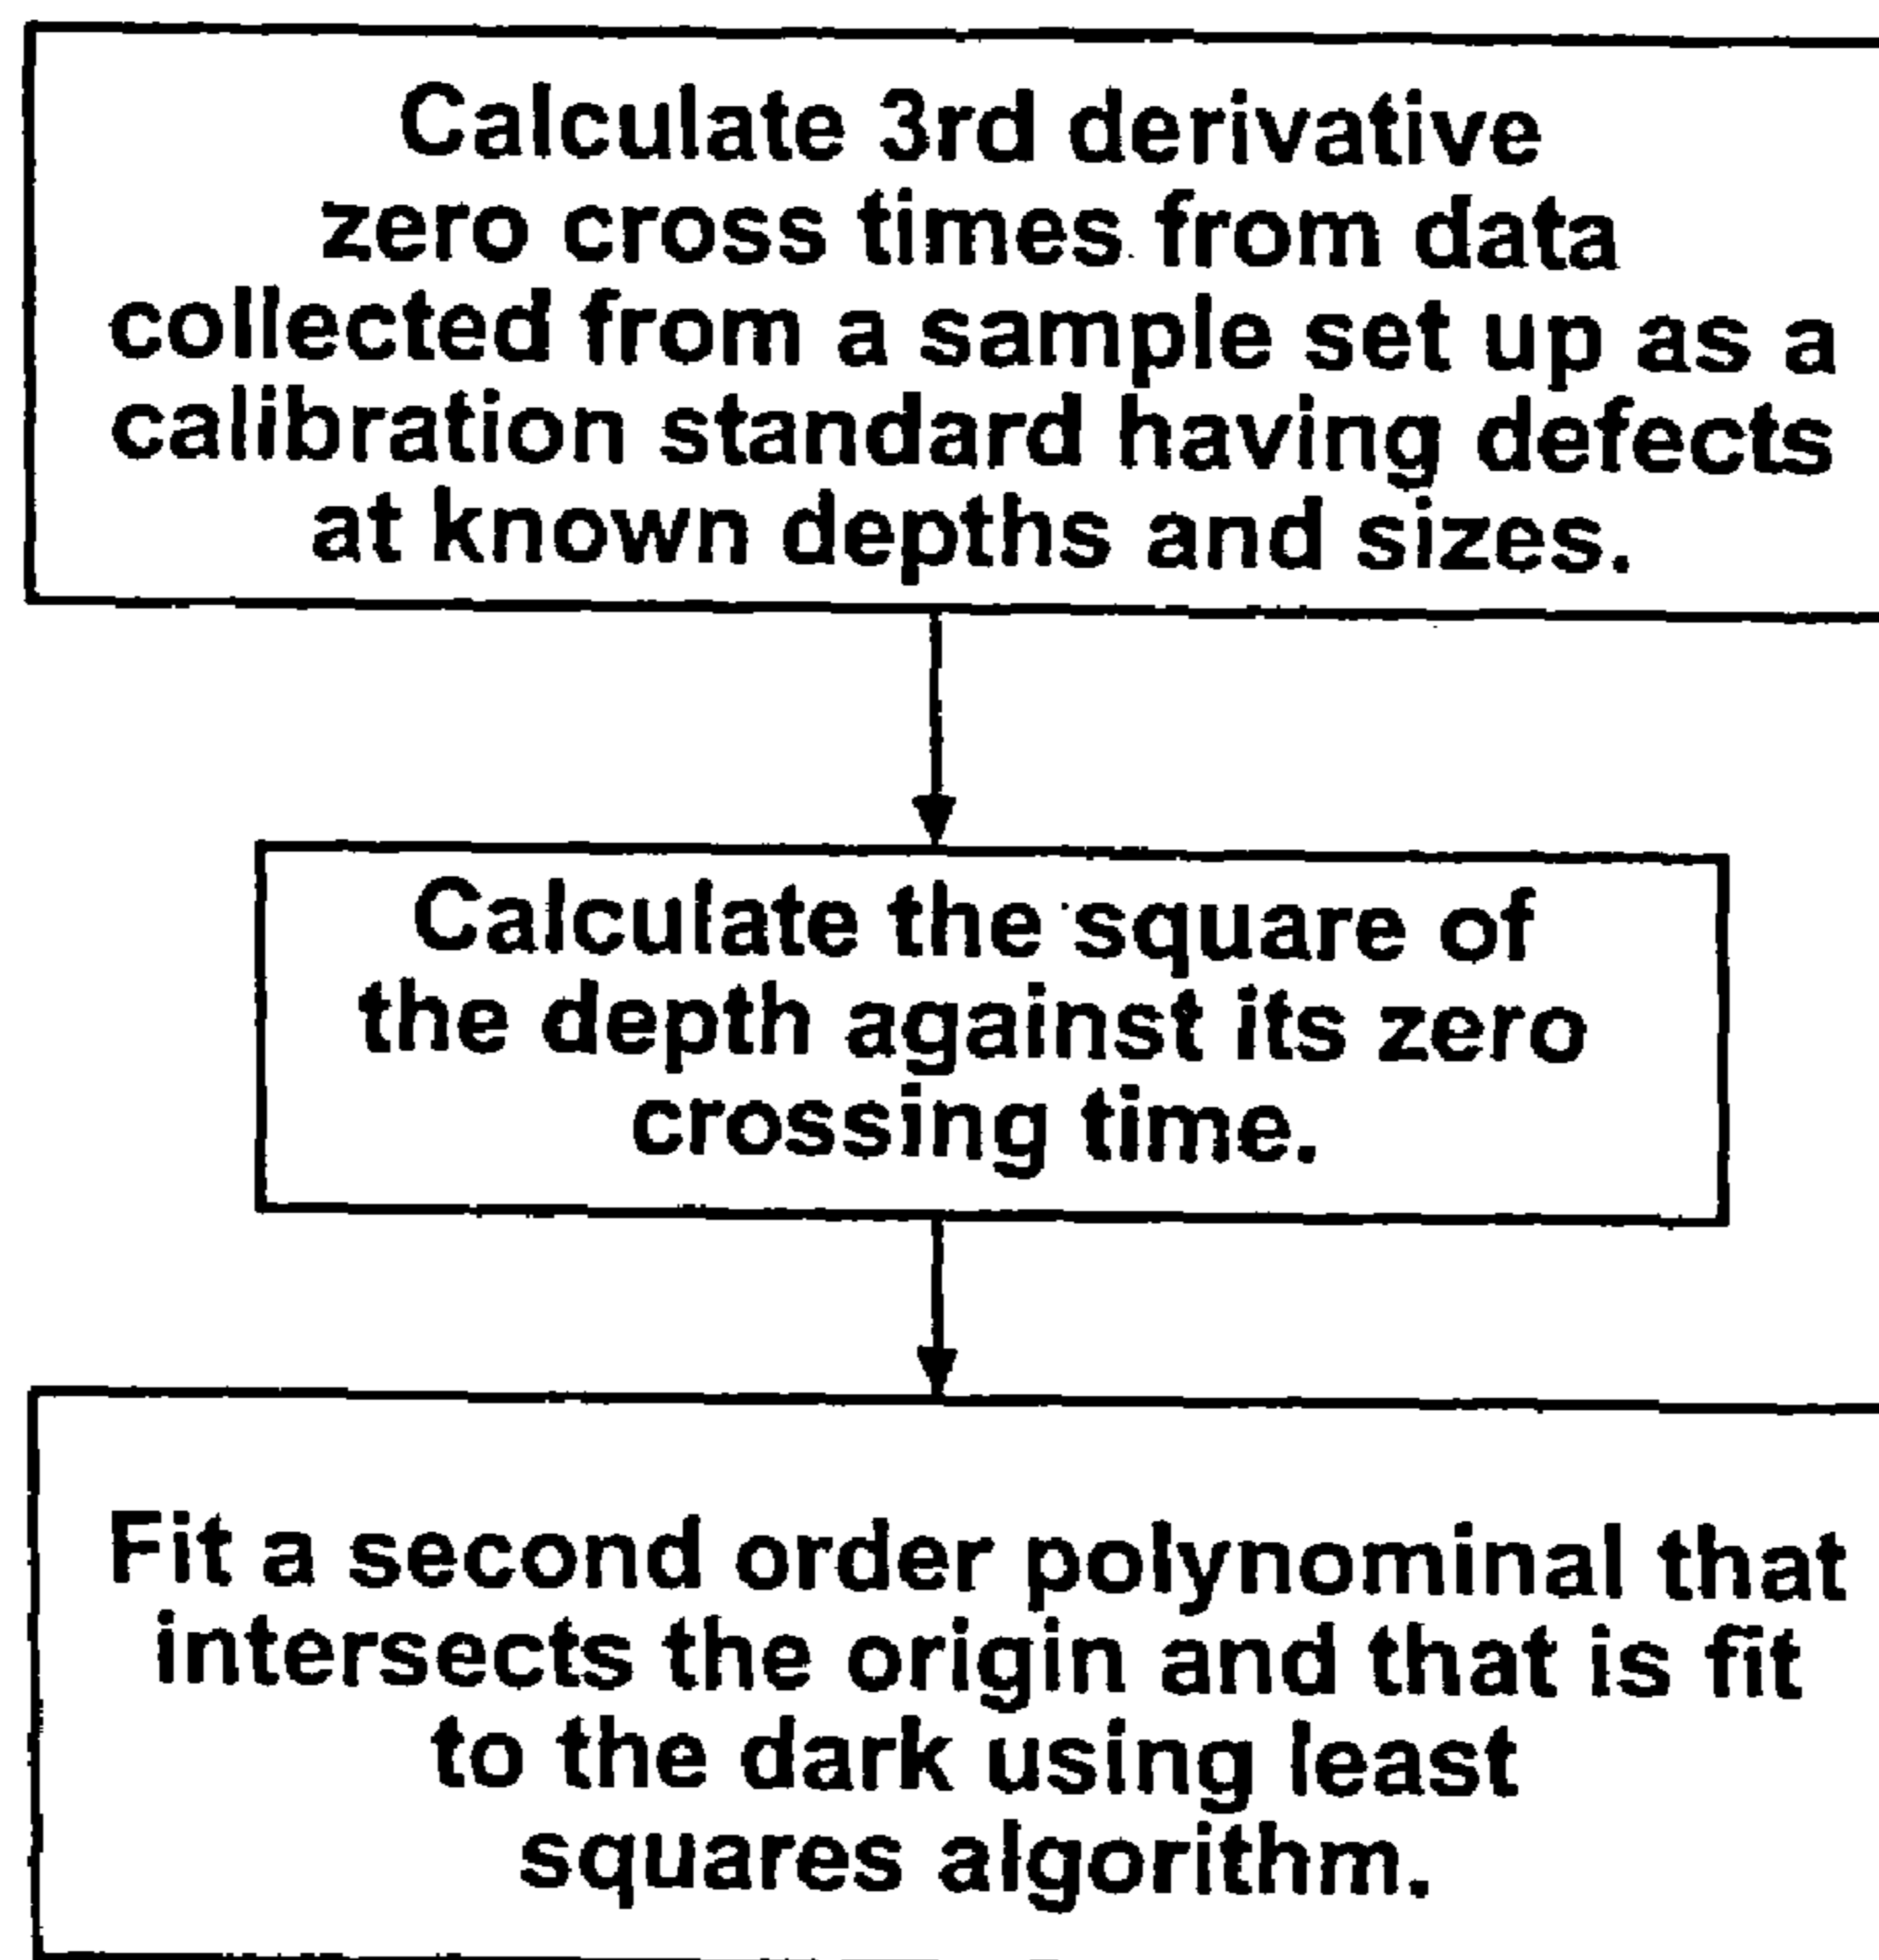 Calculate 3rd derivative
zero cross times from data
collected from a sample set up as a
calibration standard having defects
at known depths and sizes.
Calculate the square of
the depth against its zero
crossing time.
Fit a second order polynominal that
intersects the origin and that is fit
to the dark using least
squares algorithm.